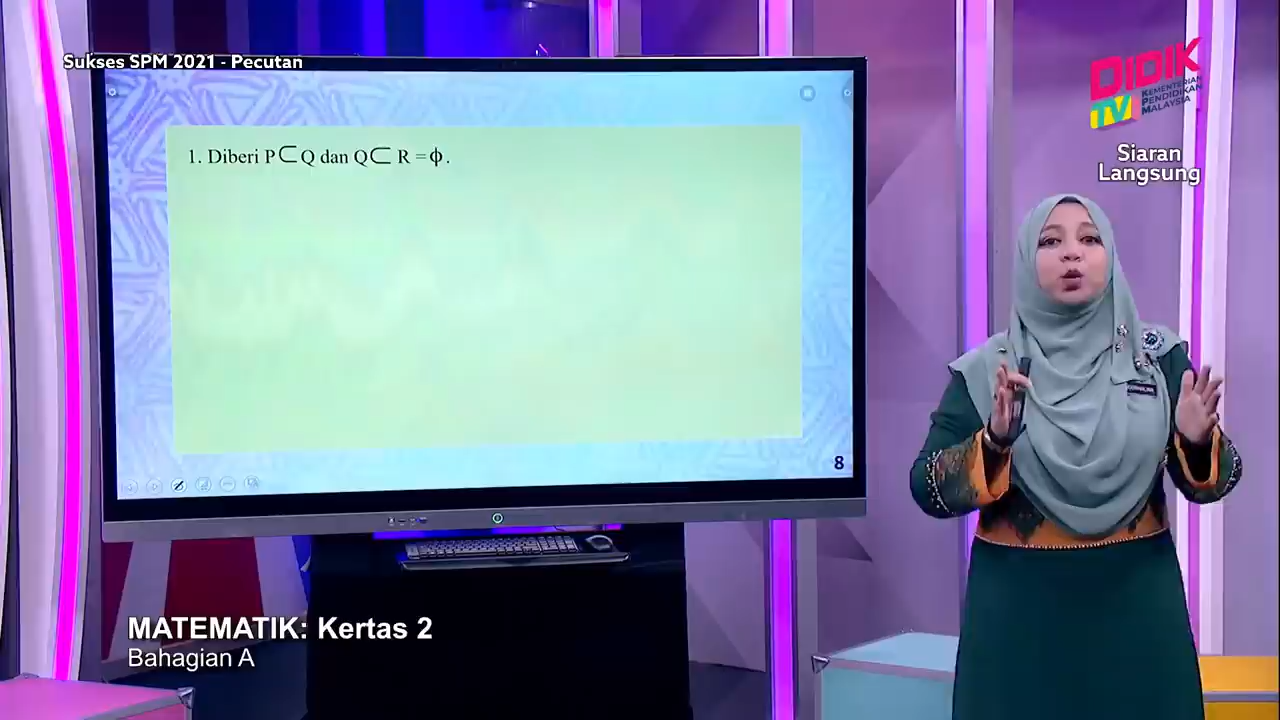 Sukses SPM 2021 - Pecutan
DIDIK
TV
KEMENTERIAN
PENDIDIKAN
MALAYSIA
Siaran
Langsung
1. Diberi P⊂Q dan Q⊂ R =ϕ.
8
MATEMATIK: Kertas 2
Bahagian A